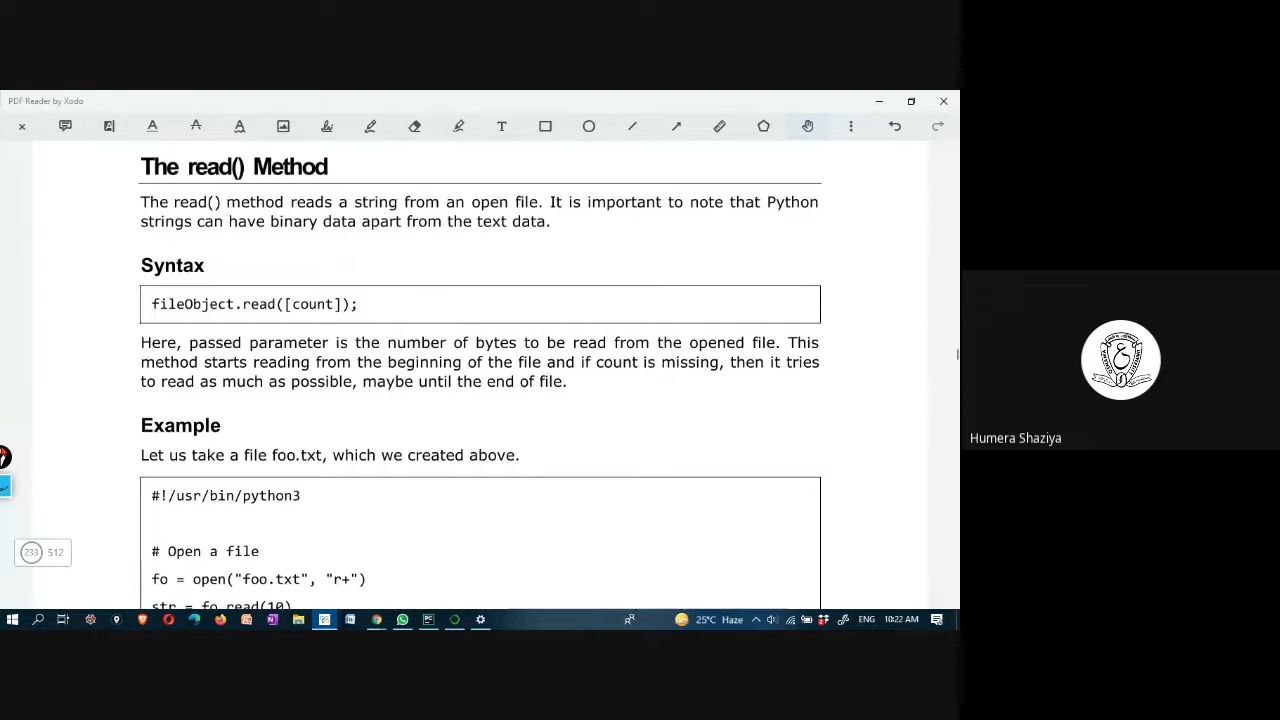 PDF Reader by Xodo
The read() Method
The read() method reads a string from an open file. It is important to note that Python
strings can have binary data apart from the text data.
Syntax
fileObject.read([count]);
Here, passed parameter is the number of bytes to be read from the opened file. This
method starts reading from the beginning of the file and if count is missing, then it tries
to read as much as possible, maybe until the end of file.
Example
Let us take a file foo.txt, which we created above.
#!/usr/bin/python3
# Open a file
fo = open("foo.txt", "r+")
str = fo.read(10)
233 512
Humera Shaziya
25°C Haze
ENG
10:22 AM